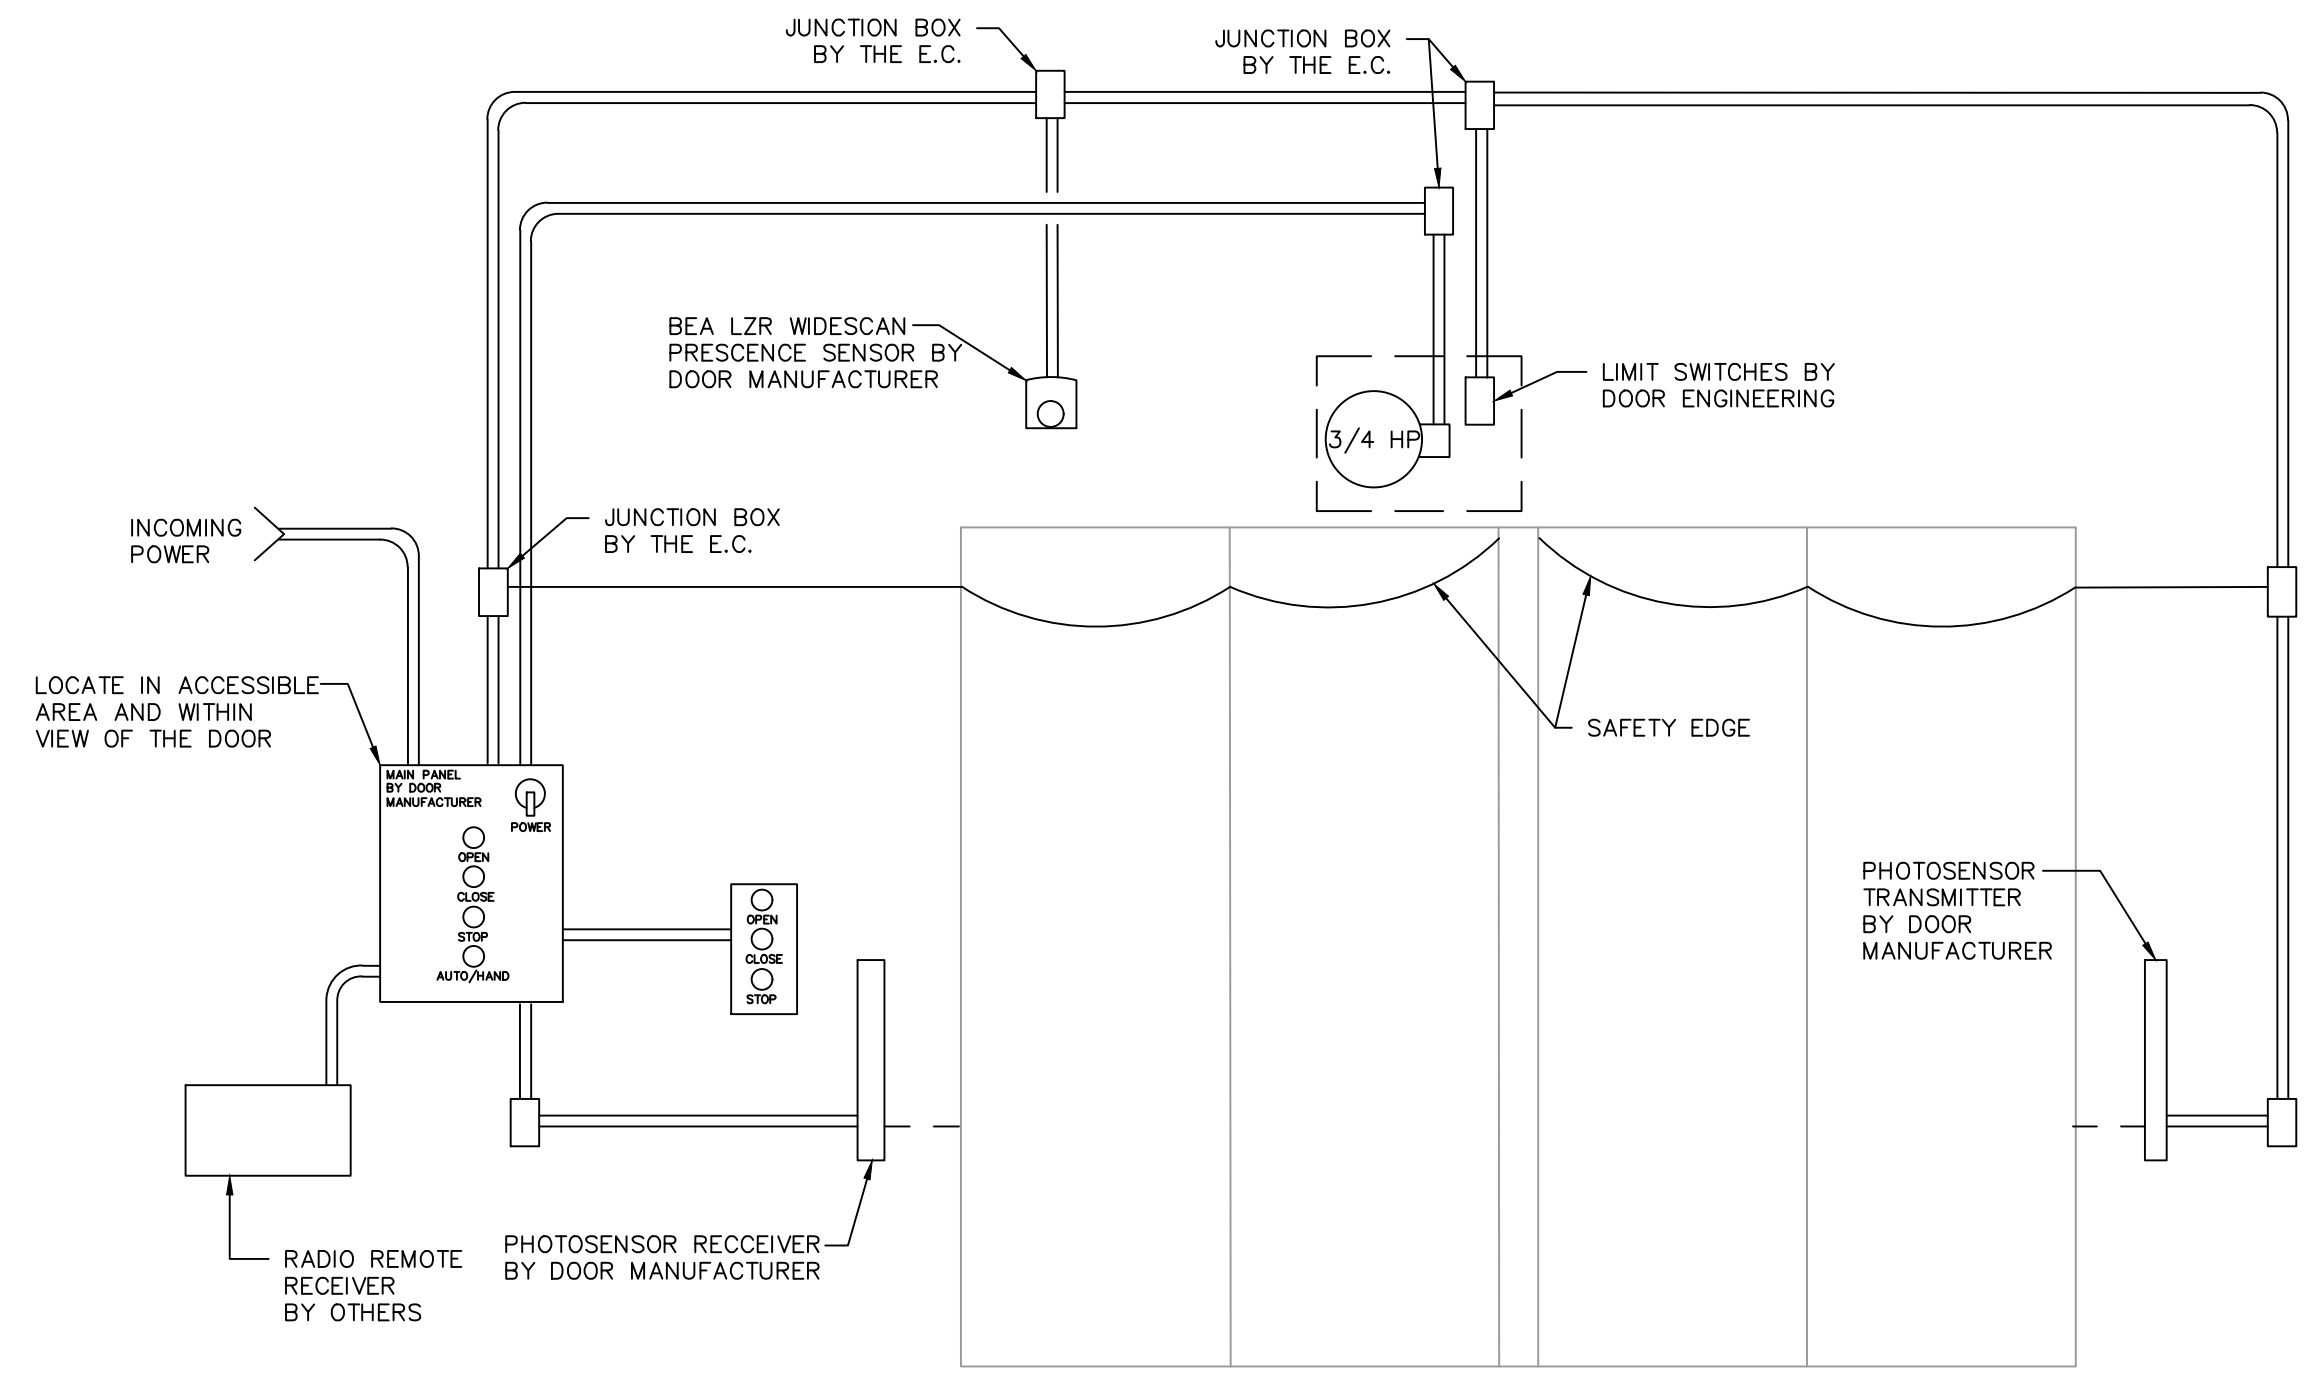 JUNCTION BOX
BY THE E.C.
JUNCTION BOX
BY THE E.C.
BEA LZR WIDESCAN
PRESCENCE SENSOR BY
DOOR MANUFACTURER
LIMIT SWITCHES BY
DOOR ENGINEERING
3/4 HP
INCOMING
POWER
JUNCTION BOX
BY THE E.C.
LOCATE IN ACCESSIBLE
AREA AND WITHIN
VIEW OF THE DOOR
SAFETY EDGE
MAIN PANEL
BY DOOR
MANUFACTURER
POWER
OPEN
CLOSE
STOP
AUTO/HAND
OPEN
CLOSE
STOP
PHOTOSENSOR
TRANSMITTER
BY DOOR
MANUFACTURER
PHOTOSENSOR RECCEIVER
BY DOOR MANUFACTURER
RADIO REMOTE
RECEIVER
BY OTHERS